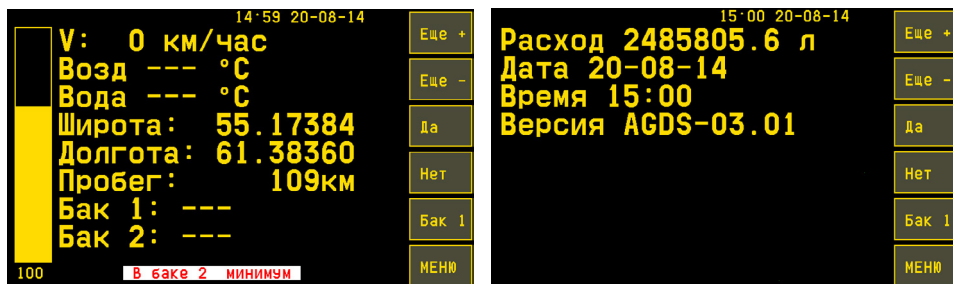 14:59 20-08-14
V: 0 км/час
Возд --- °C
Вода --- °C
Широта: 55.17384
Долгота: 61.38360
Пробег: 109км
Бак 1: ---
Бак 2: ---
100
В баке 2 минимум
Еще +
Еще -
Да
Нет
Бак 1
МЕНЮ
15:00 20-08-14
Расход 2485805.6 л
Дата 20-08-14
Время 15:00
Версия AGDS-03.01
Еще +
Еще -
Да
Нет
Бак 1
МЕНЮ